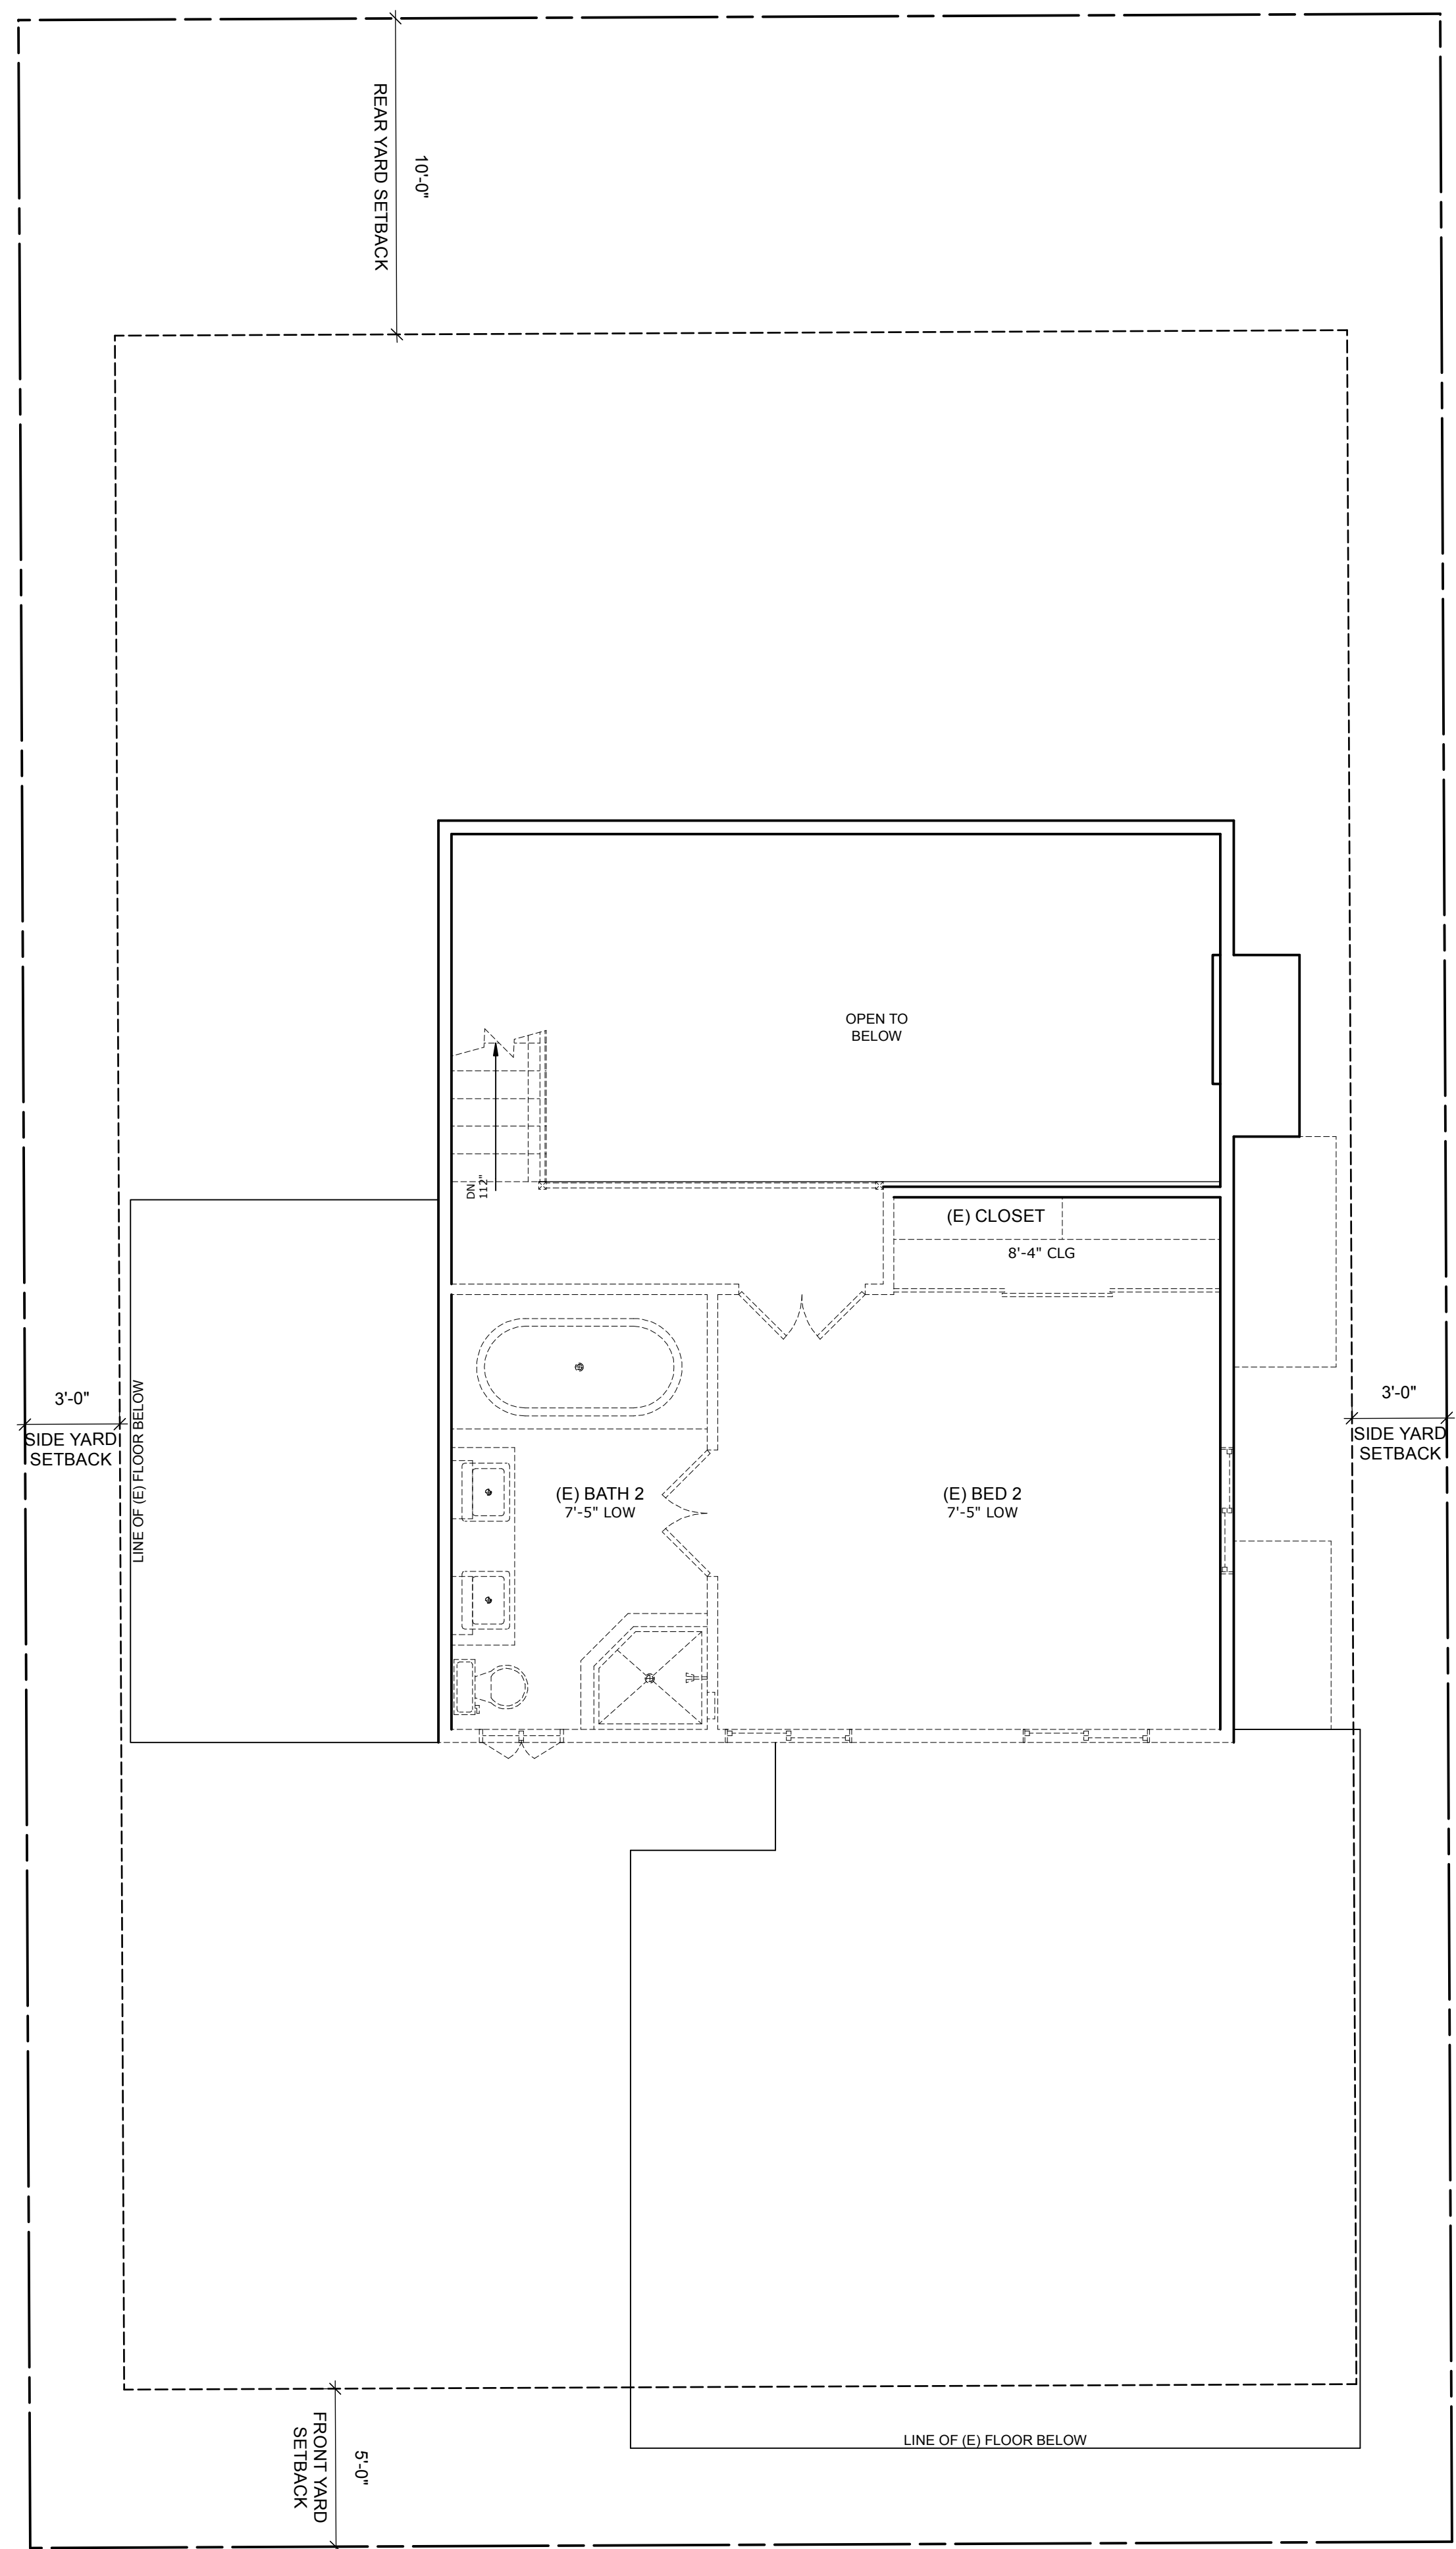 REAR YARD SETBACK
10'-0"
OPEN TO
BELOW
DN
112"
(E) CLOSET
8'-4" CLG
3'-0"
SIDE YARD
SETBACK
LINE OF (E) FLOOR BELOW
(E) BATH 2
7'-5" LOW
(E) BED 2
7'-5" LOW
3'-0"
SIDE YARD
SETBACK
LINE OF (E) FLOOR BELOW
FRONT YARD
SETBACK
5'-0"